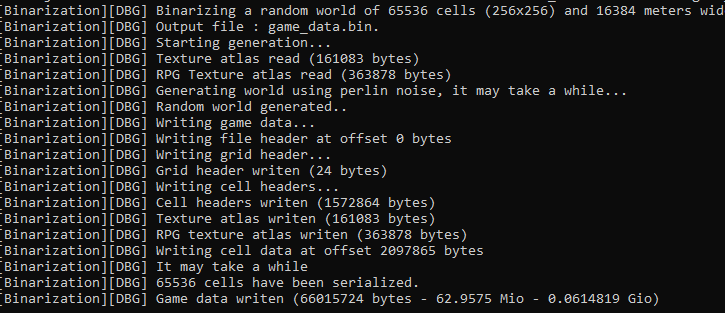 [Binarization][DBG] Binarizing a random world of 65536 cells (256x256) and 16384 meters wid
[Binarization][DBG] Output file : game_data.bin.
[Binarization][DBG] Starting generation...
[Binarization][DBG] Texture atlas read (161083 bytes)
[Binarization][DBG] RPG Texture atlas read (363878 bytes)
[Binarization][DBG] Generating world using perlin noise, it may take a while...
[Binarization][DBG] Random world generated..
[Binarization][DBG] Writing game data...
[Binarization][DBG] Writing file header at offset 0 bytes
[Binarization][DBG] Writing grid header...
[Binarization][DBG] Grid header writen (24 bytes)
[Binarization][DBG] Writing cell headers...
[Binarization][DBG] Cell headers writen (1572864 bytes)
[Binarization][DBG] Texture atlas writen (161083 bytes)
[Binarization][DBG] RPG texture atlas writen (363878 bytes)
[Binarization][DBG] Writing cell data at offset 2097865 bytes
[Binarization][DBG] It may take a while
[Binarization][DBG] 65536 cells have been serialized.
[Binarization][DBG] Game data writen (66015724 bytes - 62.9575 Mio - 0.0614819 Gio)